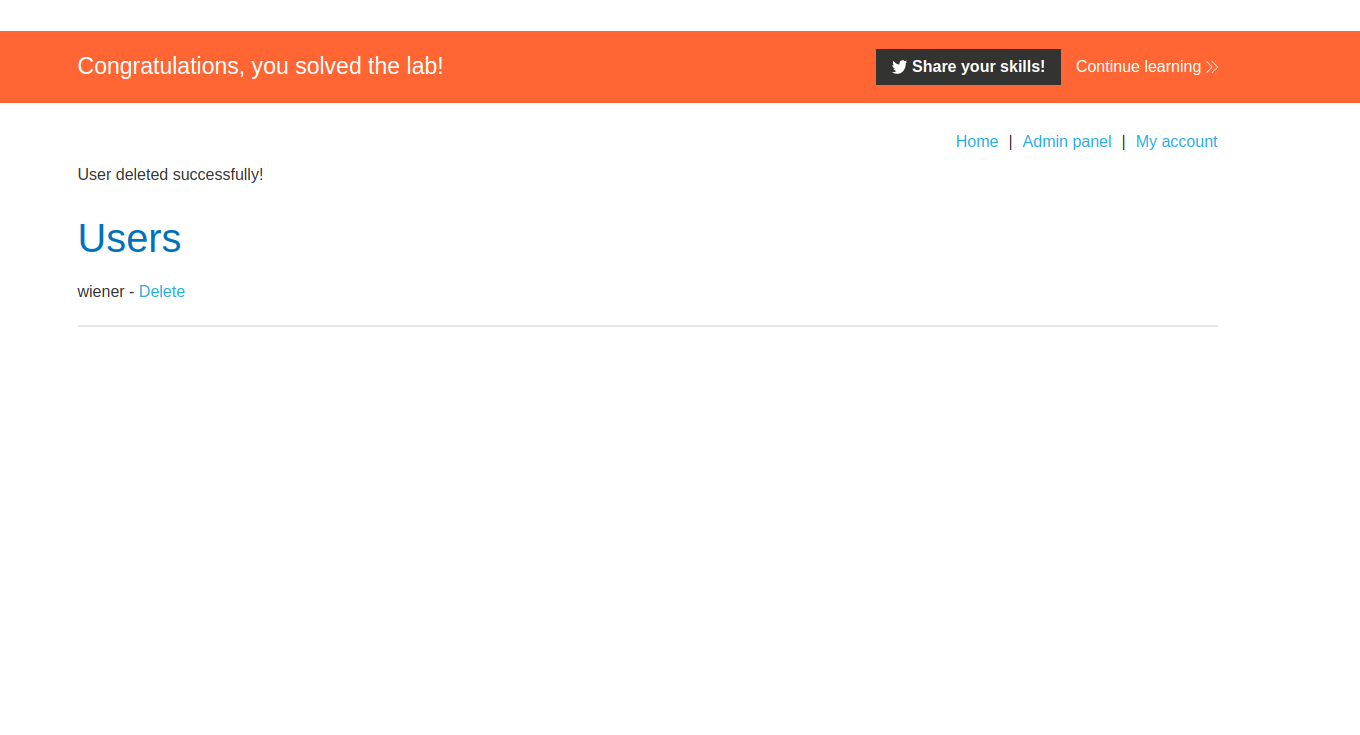 Congratulations, you solved the lab!
Share your skills!
Continue learning
Home | Admin panel | My account
User deleted successfully!
Users
wiener - Delete